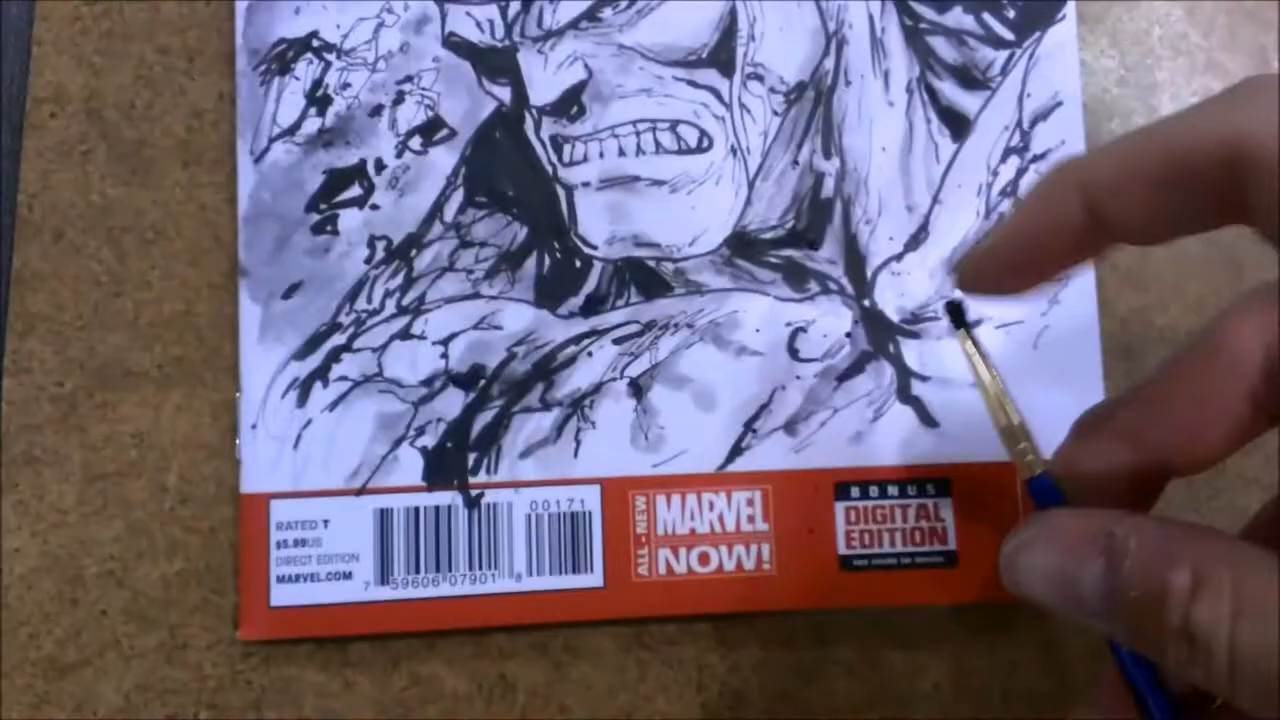 RATED T
$5.99US
DIRECT EDITION
MARVEL.COM
00171
7 59606 07901 8
ALL-NEW
MARVEL
NOW!
BONUS
DIGITAL
EDITION